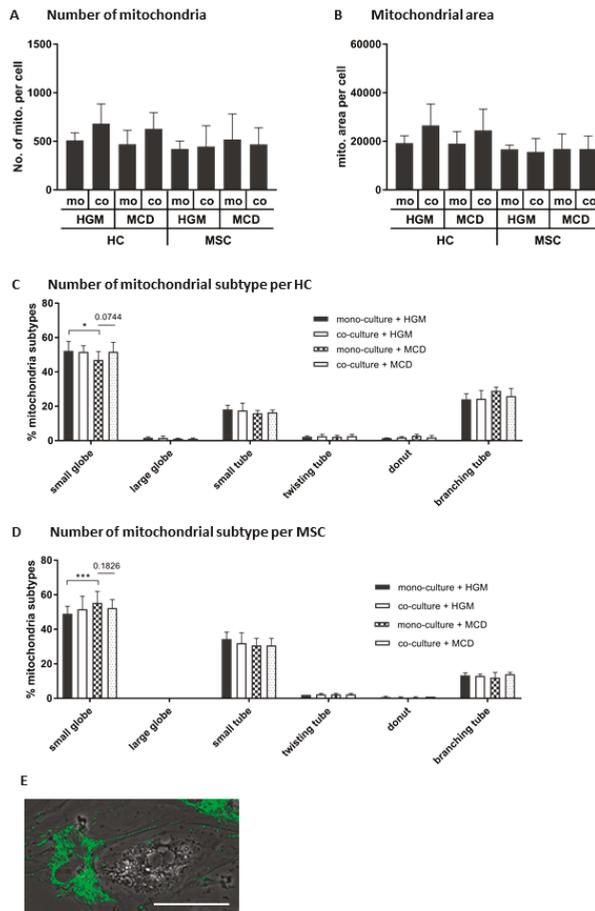 A Number of mitochondria
No. of mito. per cell
1500
1000
500
0
mo co mo co mo co mo co
HGM MCD HGM MCD
HC MSC
B Mitochondrial area
mito. area per cell
60000
40000
20000
0
mo co mo co mo co mo co
HGM MCD HGM MCD
HC MSC
C Number of mitochondrial subtype per HC
% mitochondria subtypes
80
60
40
20
0
* 0.0744
mono-culture + HGM
co-culture + HGM
mono-culture + MCD
co-culture + MCD
small globe
large globe
small tube
twisting tube
donut
branching tube
D Number of mitochondrial subtype per MSC
% mitochondria subtypes
80
60
40
20
0
*** 0.1826
mono-culture + HGM
co-culture + HGM
mono-culture + MCD
co-culture + MCD
small globe
large globe
small tube
twisting tube
donut
branching tube
E